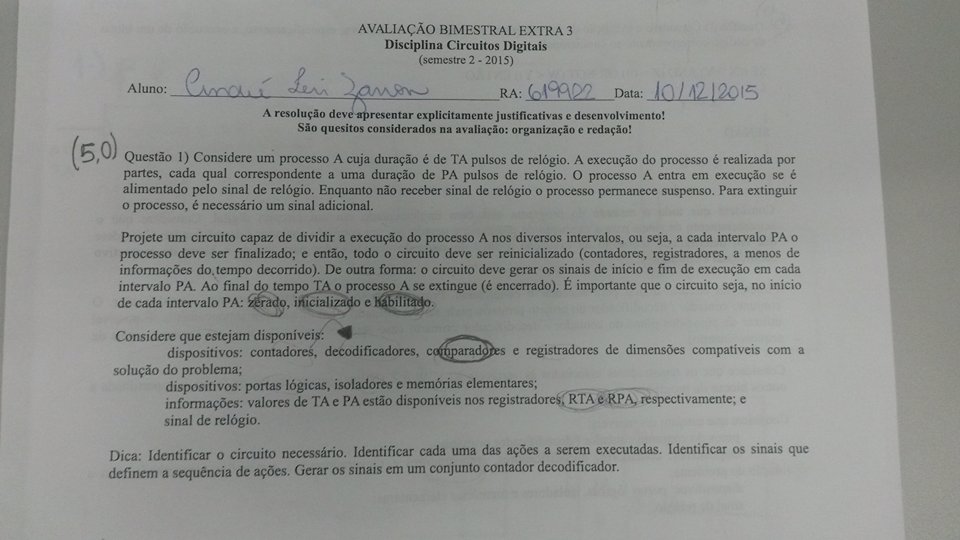 AVALIAÇÃO BIMESTRAL EXTRA 3
Disciplina Circuitos Digitais
(semestre 2 - 2015)
Aluno: André Levi Zanon RA: 619922 Data: 10/12/2015
A resolução deve apresentar explicitamente justificativas e desenvolvimento!
São quesitos considerados na avaliação: organização e redação!
(5,0) Questão 1) Considere um processo A cuja duração é de TA pulsos de relógio. A execução do processo é realizada por
partes, cada qual correspondente a uma duração de PA pulsos de relógio. O processo A entra em execução se é
alimentado pelo sinal de relógio. Enquanto não receber sinal de relógio o processo permanece suspenso. Para extinguir
o processo, é necessário um sinal adicional.
Projete um circuito capaz de dividir a execução do processo A nos diversos intervalos, ou seja, a cada intervalo PA o
processo deve ser finalizado; e então, todo o circuito deve ser reinicializado (contadores, registradores, a menos de
informações do tempo decorrido). De outra forma: o circuito deve gerar os sinais de início e fim de execução em cada
intervalo PA. Ao final do tempo TA o processo A se extingue (é encerrado). É importante que o circuito seja, no início
de cada intervalo PA: zerado, inicializado e habilitado.
Considere que estejam disponíveis:
dispositivos: contadores, decodificadores, comparadores e registradores de dimensões compatíveis com a
solução do problema;
dispositivos: portas lógicas, isoladores e memórias elementares;
informações: valores de TA e PA estão disponíveis nos registradores, RTA e RPA, respectivamente; e
sinal de relógio.
Dica: Identificar o circuito necessário. Identificar cada uma das ações a serem executadas. Identificar os sinais que
definem a sequência de ações. Gerar os sinais em um conjunto contador decodificador.